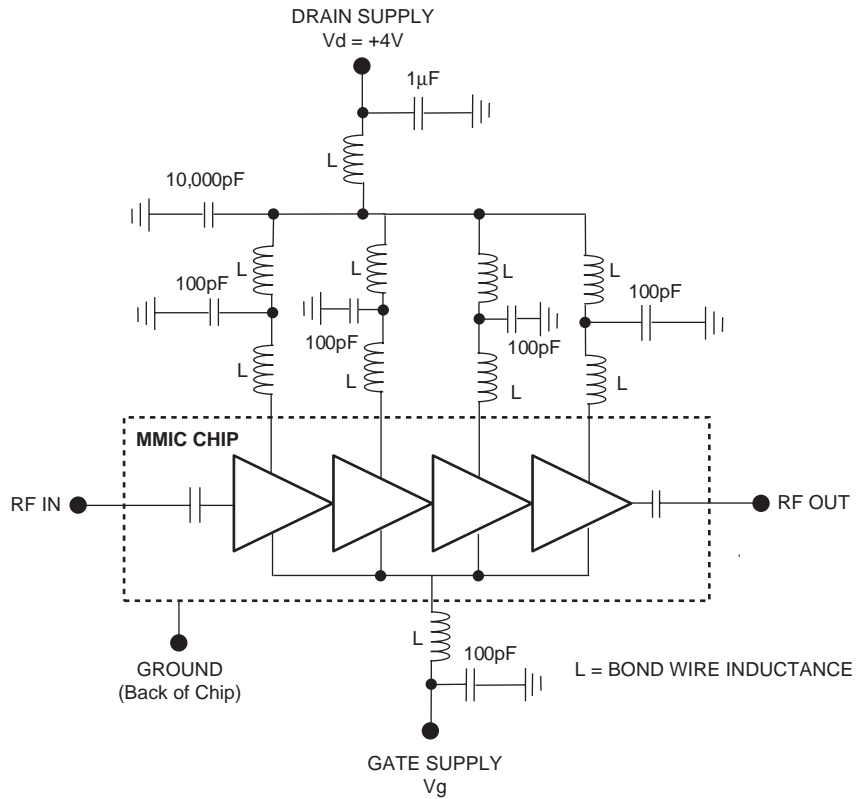 DRAIN SUPPLY
Vd = +4V
1μF
L
10,000pF
L
L
L
L
100pF
100pF
100pF
100pF
L
L
L
L
MMIC CHIP
RF IN
RF OUT
L
100pF
GROUND
(Back of Chip)
L = BOND WIRE INDUCTANCE
GATE SUPPLY
Vg